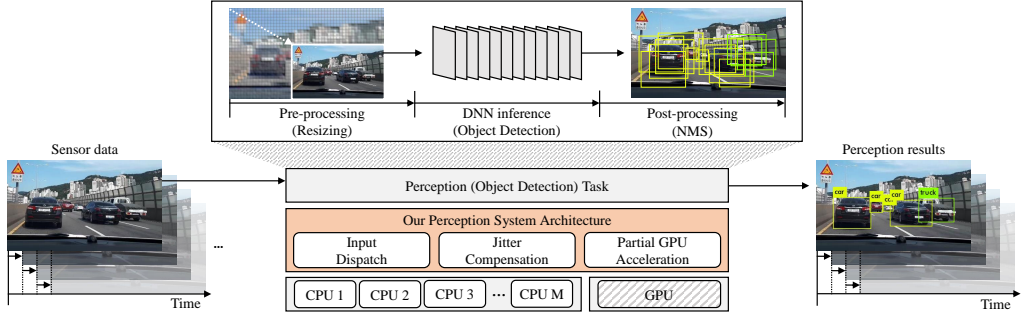 Pre-processing
(Resizing)
DNN inference
(Object Detection)
Post-processing
(NMS)
Sensor data
Perception results
Perception (Object Detection) Task
car
car
car
truck
Our Perception System Architecture
Input
Dispatch
Jitter
Compensation
Partial GPU
Acceleration
...
CPU 1
CPU 2
CPU 3
...
CPU M
GPU
Time
Time